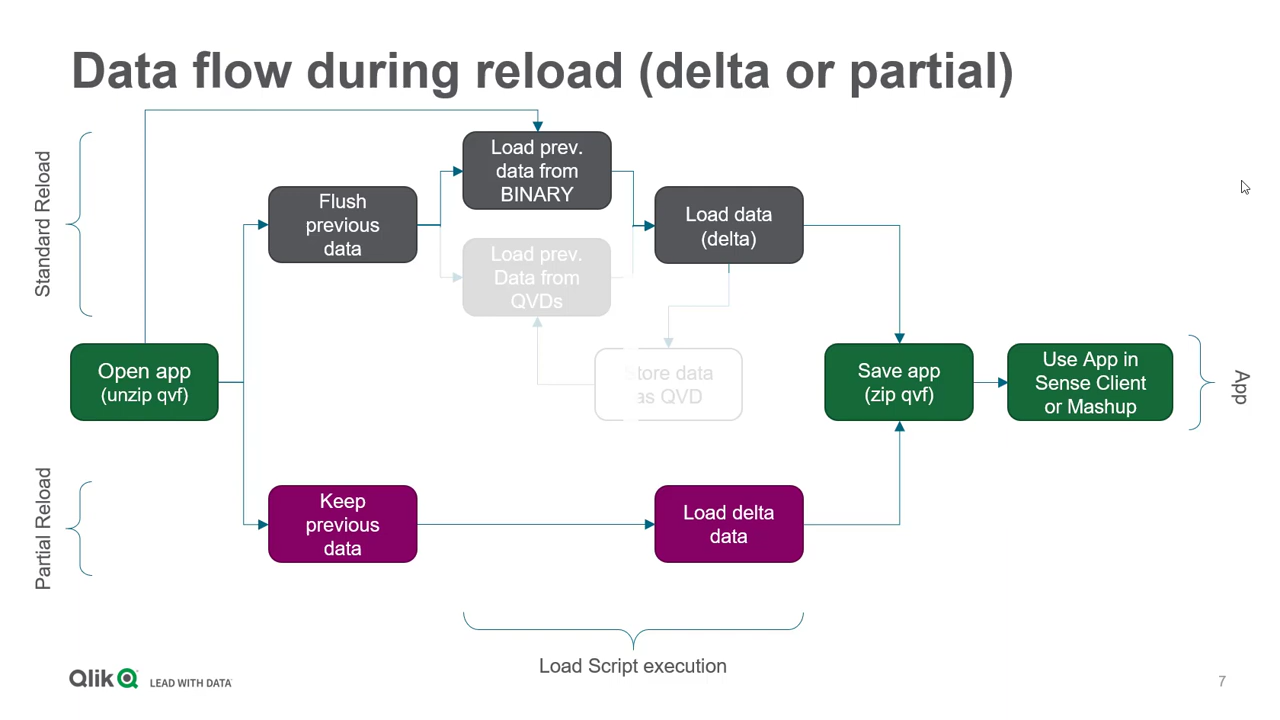 Data flow during reload (delta or partial)
Standard Reload
Load prev.
data from
BINARY
Flush
previous
data
Load data
(delta)
Load prev.
Data from
QVDs
Open app
(unzip qvf)
Store data
as QVD
Save app
(zip qvf)
Use App in
Sense Client
or Mashup
App
Partial Reload
Keep
previous
data
Load delta
data
Load Script execution
Qlik
LEAD WITH DATA™
7